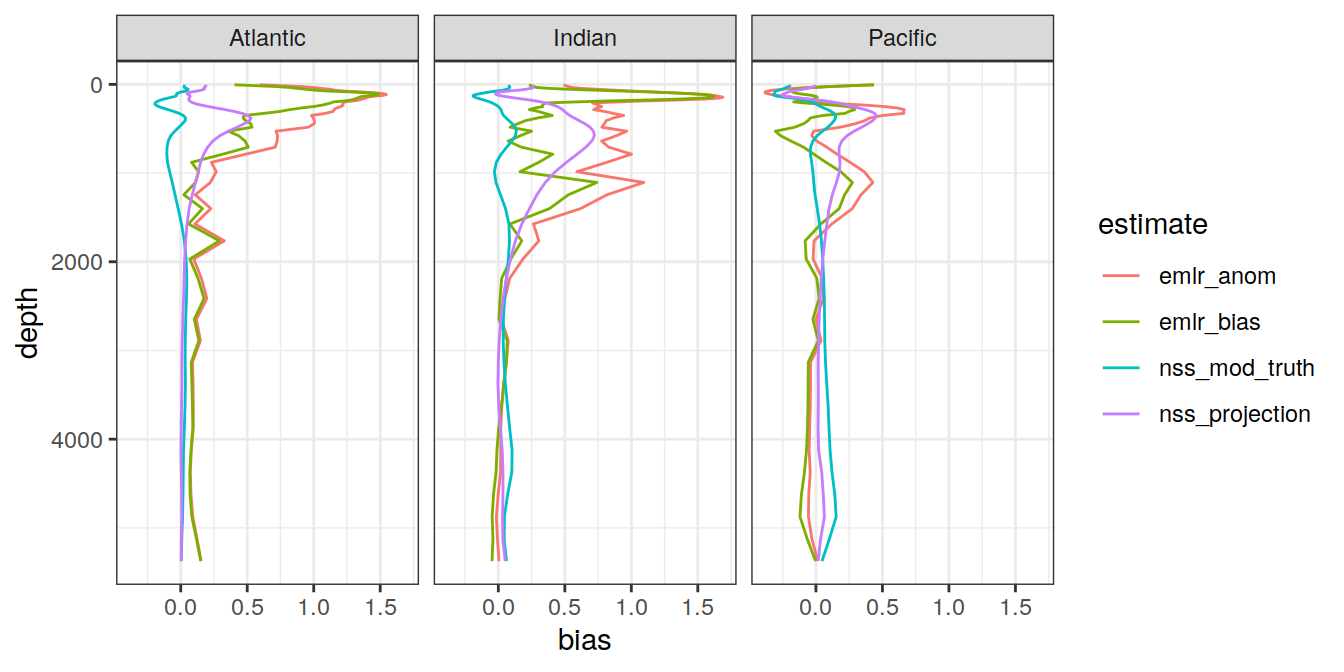 Atlantic Indian Pacific
0
2000
4000
depth
0.0 0.5 1.0 1.5 0.0 0.5 1.0 1.5 0.0 0.5 1.0 1.5
bias
estimate
emlr_anom
emlr_bias
nss_mod_truth
nss_projection